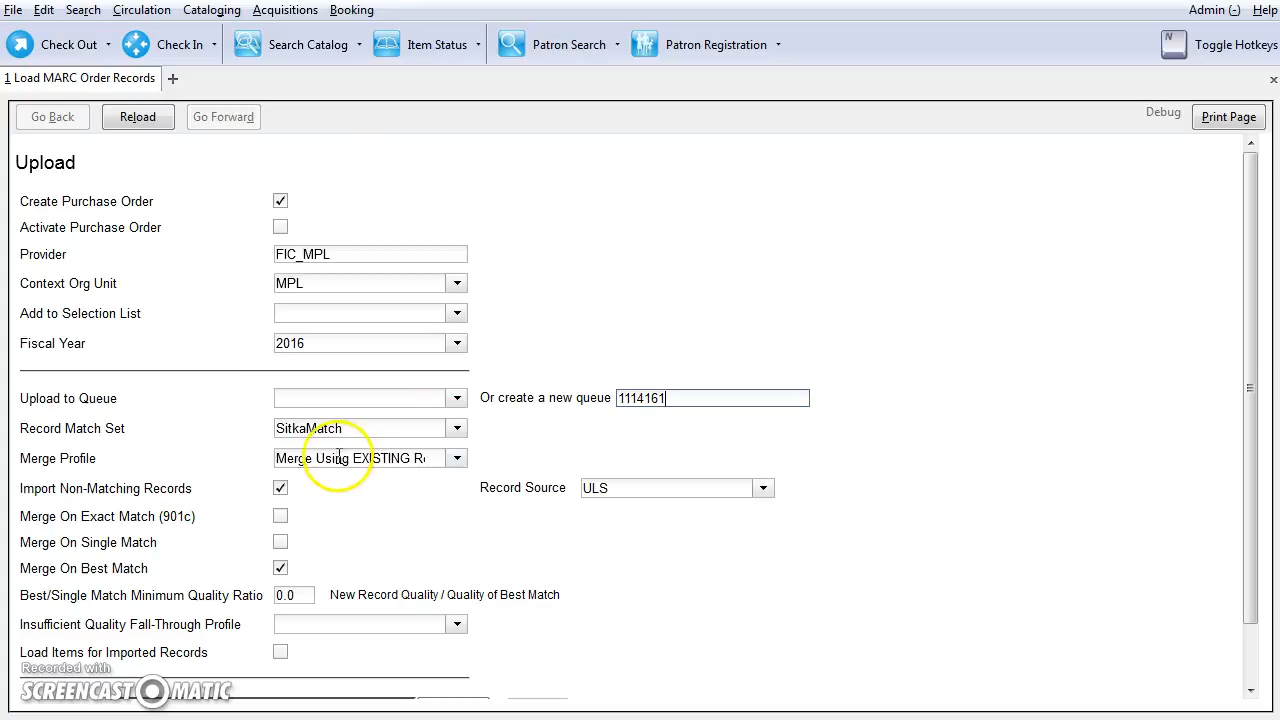 File Edit Search Circulation Cataloging Acquisitions Booking Admin (-) Help
Check Out Check In Search Catalog Item Status Patron Search Patron Registration N Toggle Hotkeys
1 Load MARC Order Records
Go Back Reload Go Forward Debug Print Page
Upload
Create Purchase Order
Activate Purchase Order
Provider FIC_MPL
Context Org Unit MPL
Add to Selection List
Fiscal Year 2016
Upload to Queue Or create a new queue 1114161
Record Match Set SitkaMatch
Merge Profile Merge Using EXISTING
Import Non-Matching Records Record Source ULS
Merge On Exact Match (901c)
Merge On Single Match
Merge On Best Match
Best/Single Match Minimum Quality Ratio 0.0 New Record Quality / Quality of Best Match
Insufficient Quality Fall-Through Profile
Load Items for Imported Records
Recorded with
SCREENCAST-O-MATIC